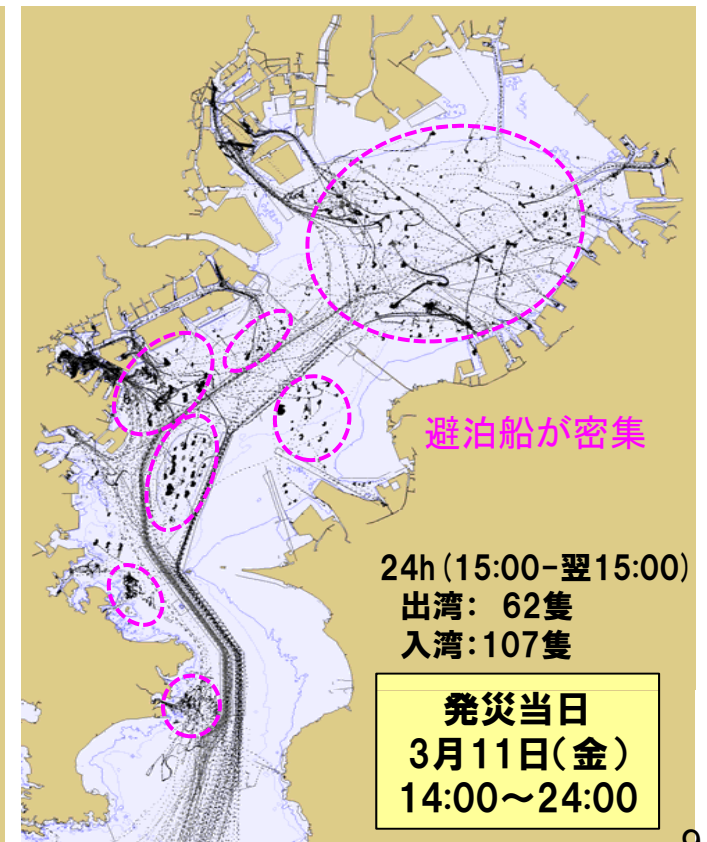 避泊船が密集
24h(15:00-翌15:00)
出湾: 62隻
入湾:107隻
発災当日
3月11日(金)
14:00～24:00
9